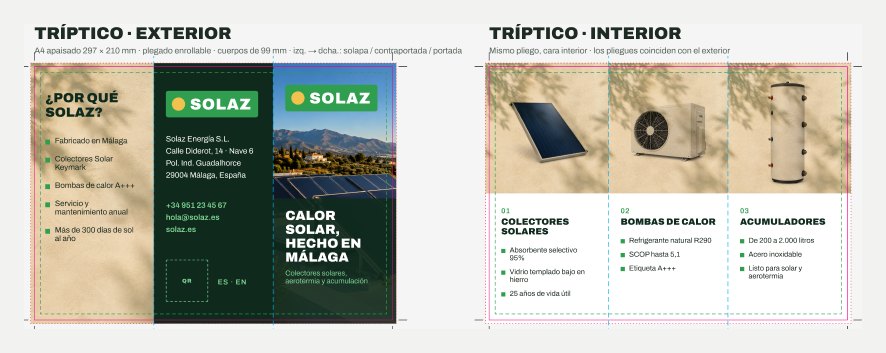 TRÍPTICO · EXTERIOR
A4 apaisado 297 × 210 mm · plegado enrollable · cuerpos de 99 mm · izq. → dcha.: solapa / contraportada / portada
¿POR QUÉ
SOLAZ?
Fabricado en Málaga
Colectores Solar
Keymark
Bombas de calor A+++
Servicio y
mantenimiento anual
Más de 300 días de sol
al año
SOLAZ
Solaz Energía S.L.
Calle Diderot, 14 · Nave 6
Pol. Ind. Guadalhorce
29004 Málaga, España
+34 951 23 45 67
hola@solaz.es
solaz.es
QR
ES · EN
SOLAZ
CALOR
SOLAR,
HECHO EN
MÁLAGA
Colectores solares,
aerotermia y acumulación
TRÍPTICO · INTERIOR
Mismo pliego, cara interior · los pliegues coinciden con el exterior
01
COLECTORES
SOLARES
Absorbente selectivo
95%
Vidrio templado bajo en
hierro
25 años de vida útil
02
BOMBAS DE CALOR
Refrigerante natural R290
SCOP hasta 5,1
Etiqueta A+++
03
ACUMULADORES
De 200 a 2.000 litros
Acero inoxidable
Listo para solar y
aerotermia